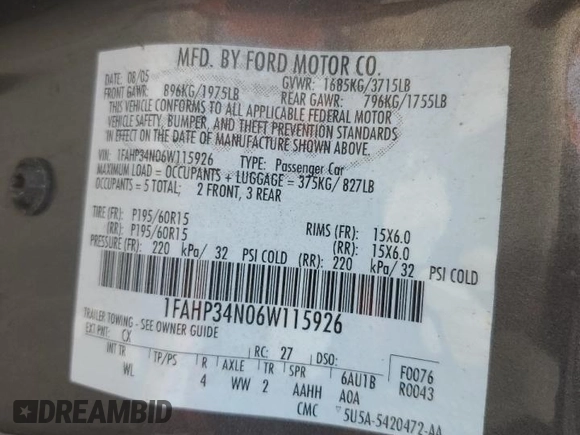 MFD. BY FORD MOTOR CO.
DATE: 08/05 GVWR: 1685KG/3715LB
FRONT GAWR: 896KG/1975LB REAR GAWR: 796KG/1755LB
THIS VEHICLE CONFORMS TO ALL APPLICABLE FEDERAL MOTOR
VEHICLE SAFETY, BUMPER, AND THEFT PREVENTION STANDARDS
IN EFFECT ON THE DATE OF MANUFACTURE SHOWN ABOVE.
VIN: 1FAHP34N06W115926 TYPE: Passenger Car
MAXIMUM LOAD = OCCUPANTS + LUGGAGE = 375KG/ 827LB
OCCUPANTS = 5 TOTAL; 2 FRONT, 3 REAR
TIRE (FR): P195/60R15 RIMS (FR): 15X6.0
(RR): P195/60R15 (RR): 15X6.0
PRESSURE (FR): 220 kPa/ 32 PSI COLD (RR): 220 kPa/ 32 PSI COLD
1FAHP34N06W115926
TRAILER TOWING - SEE OWNER GUIDE
EXT PNT: CX RC: 27 DSO: F0076
INT TR TP/PS R AXLE TR SPR 6AU1B R0043
WL 4 WW 2 AAHH A0A
CMC 5U5A-5420472-AA
DREAMBID